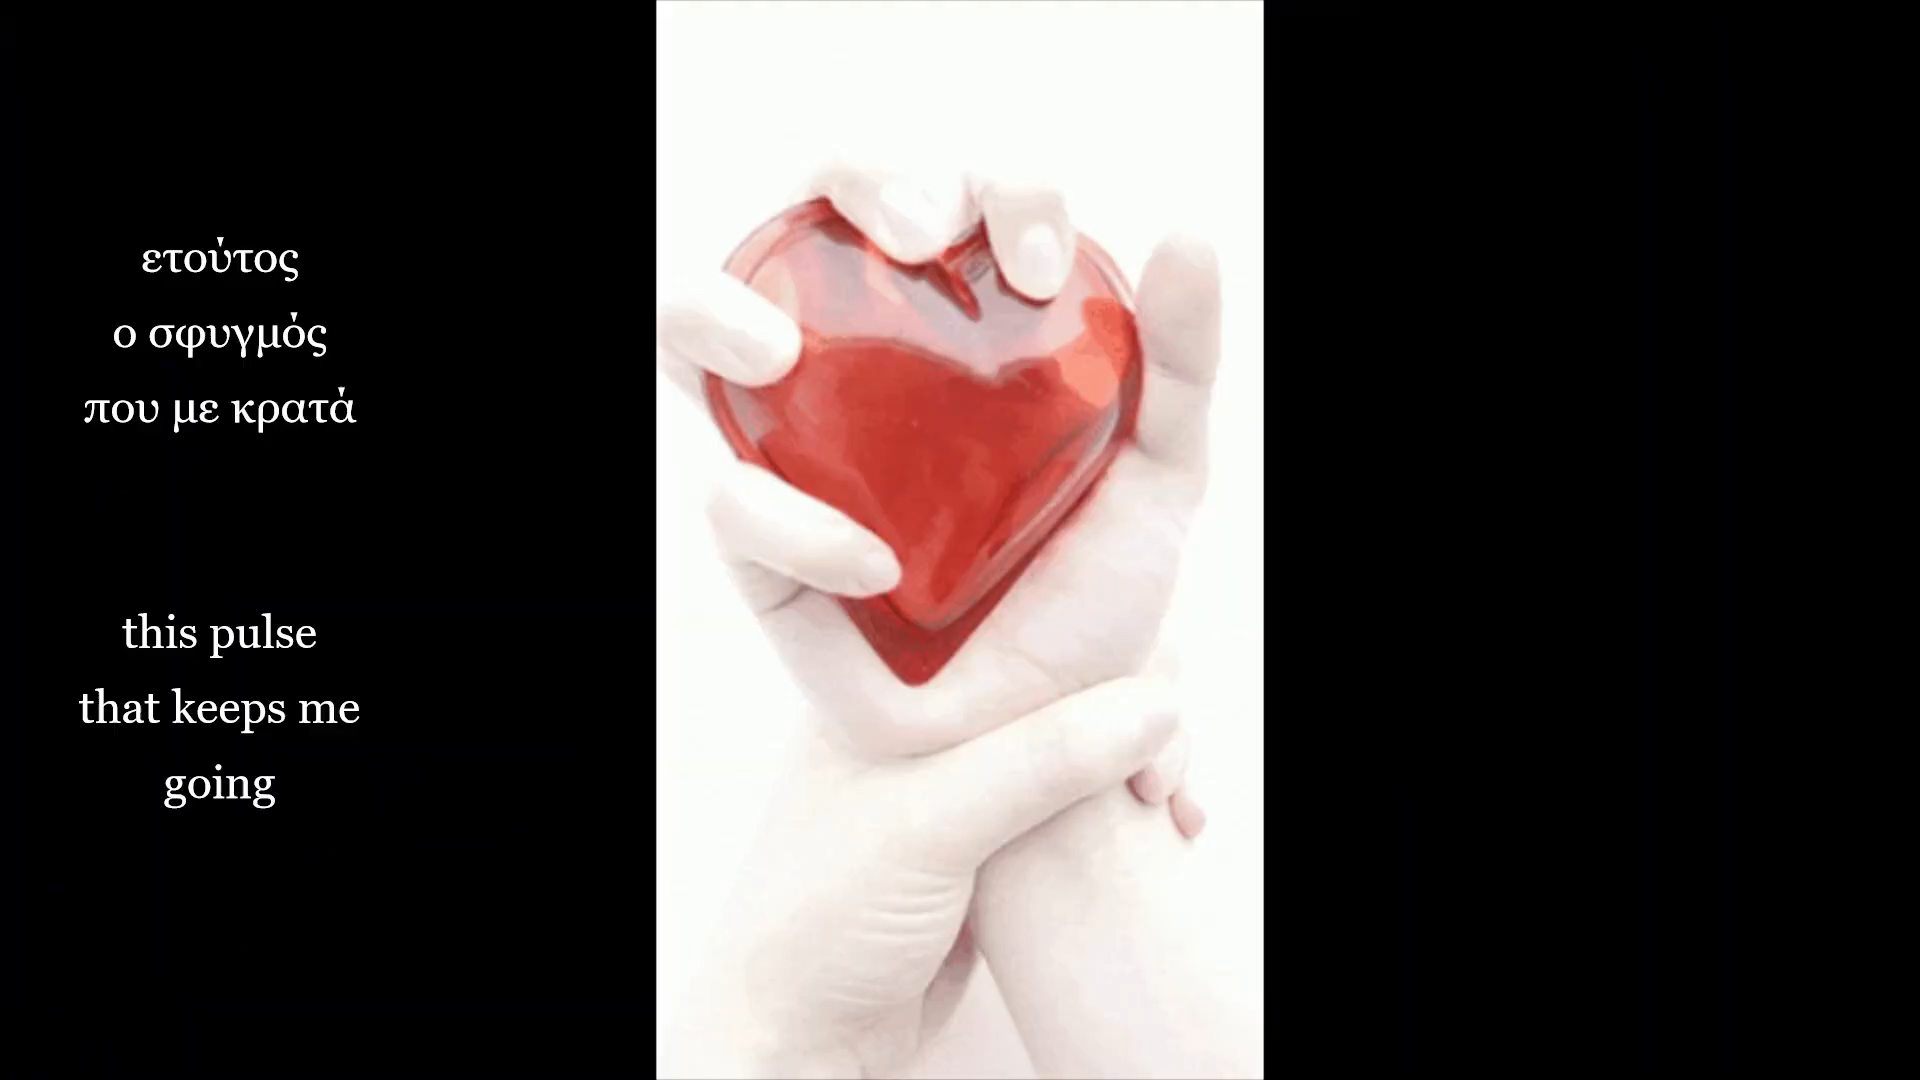 ετούτος
ο σφυγμός
που με κρατά
this pulse
that keeps me
going